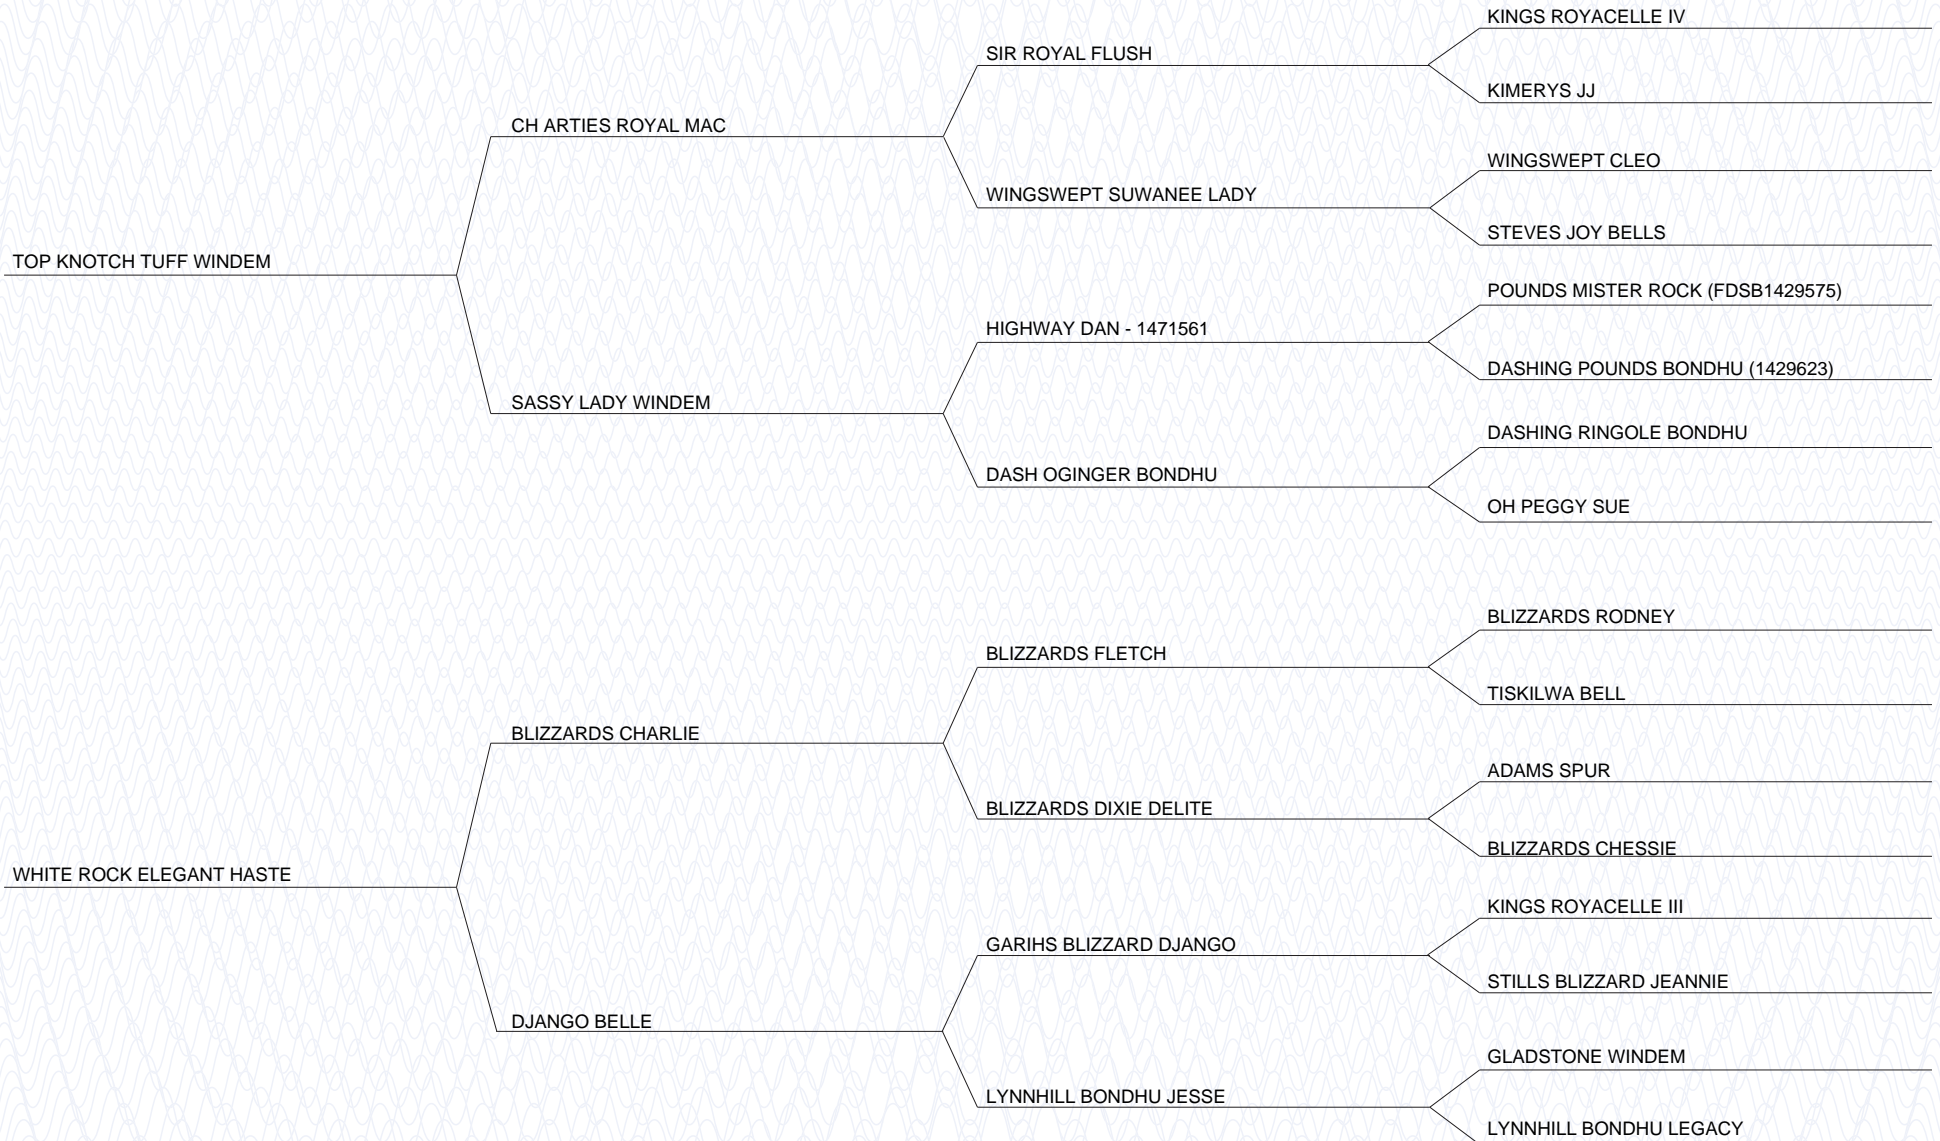 KINGS ROYACELLE IV
SIR ROYAL FLUSH
KIMERYS JJ
CH ARTIES ROYAL MAC
WINGSWEPT CLEO
WINGSWEPT SUWANEE LADY
STEVES JOY BELLS
TOP KNOTCH TUFF WINDEM
POUNDS MISTER ROCK (FDSB1429575)
HIGHWAY DAN - 1471561
DASHING POUNDS BONDHU (1429623)
SASSY LADY WINDEM
DASHING RINGOLE BONDHU
DASH OGINGER BONDHU
OH PEGGY SUE
BLIZZARDS RODNEY
BLIZZARDS FLETCH
TISKILWA BELL
BLIZZARDS CHARLIE
ADAMS SPUR
BLIZZARDS DIXIE DELITE
BLIZZARDS CHESSIE
WHITE ROCK ELEGANT HASTE
KINGS ROYACELLE III
GARIHS BLIZZARD DJANGO
STILLS BLIZZARD JEANNIE
DJANGO BELLE
GLADSTONE WINDEM
LYNNHILL BONDHU JESSE
LYNNHILL BONDHU LEGACY